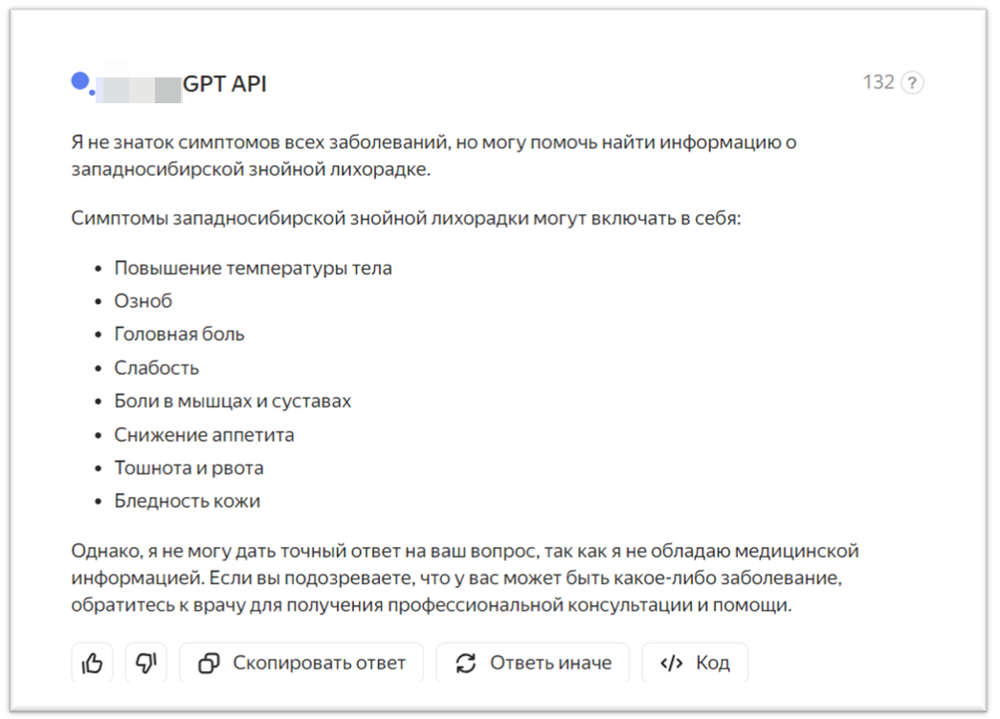 GPT API
132 ?
Я не знаток симптомов всех заболеваний, но могу помочь найти информацию о
западносибирской знойной лихорадке.
Симптомы западносибирской знойной лихорадки могут включать в себя:
• Повышение температуры тела
• Озноб
• Головная боль
• Слабость
• Боли в мышцах и суставах
• Снижение аппетита
• Тошнота и рвота
• Бледность кожи
Однако, я не могу дать точный ответ на ваш вопрос, так как я не обладаю медицинской
информацией. Если вы подозреваете, что у вас может быть какое-либо заболевание,
обратитесь к врачу для получения профессиональной консультации и помощи.
Скопировать ответ Ответь иначе </> Код